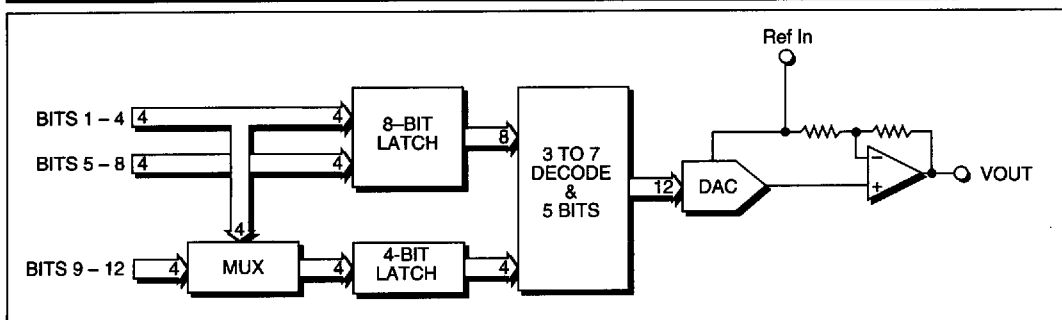 Ref In
BITS 1 – 4
4
4
8–BIT
LATCH
8
BITS 5 – 8
4
4
3 TO 7
DECODE
&
5 BITS
12
DAC
–
+
VOUT
4
BITS 9 – 12
4
MUX
4
4-BIT
LATCH
4